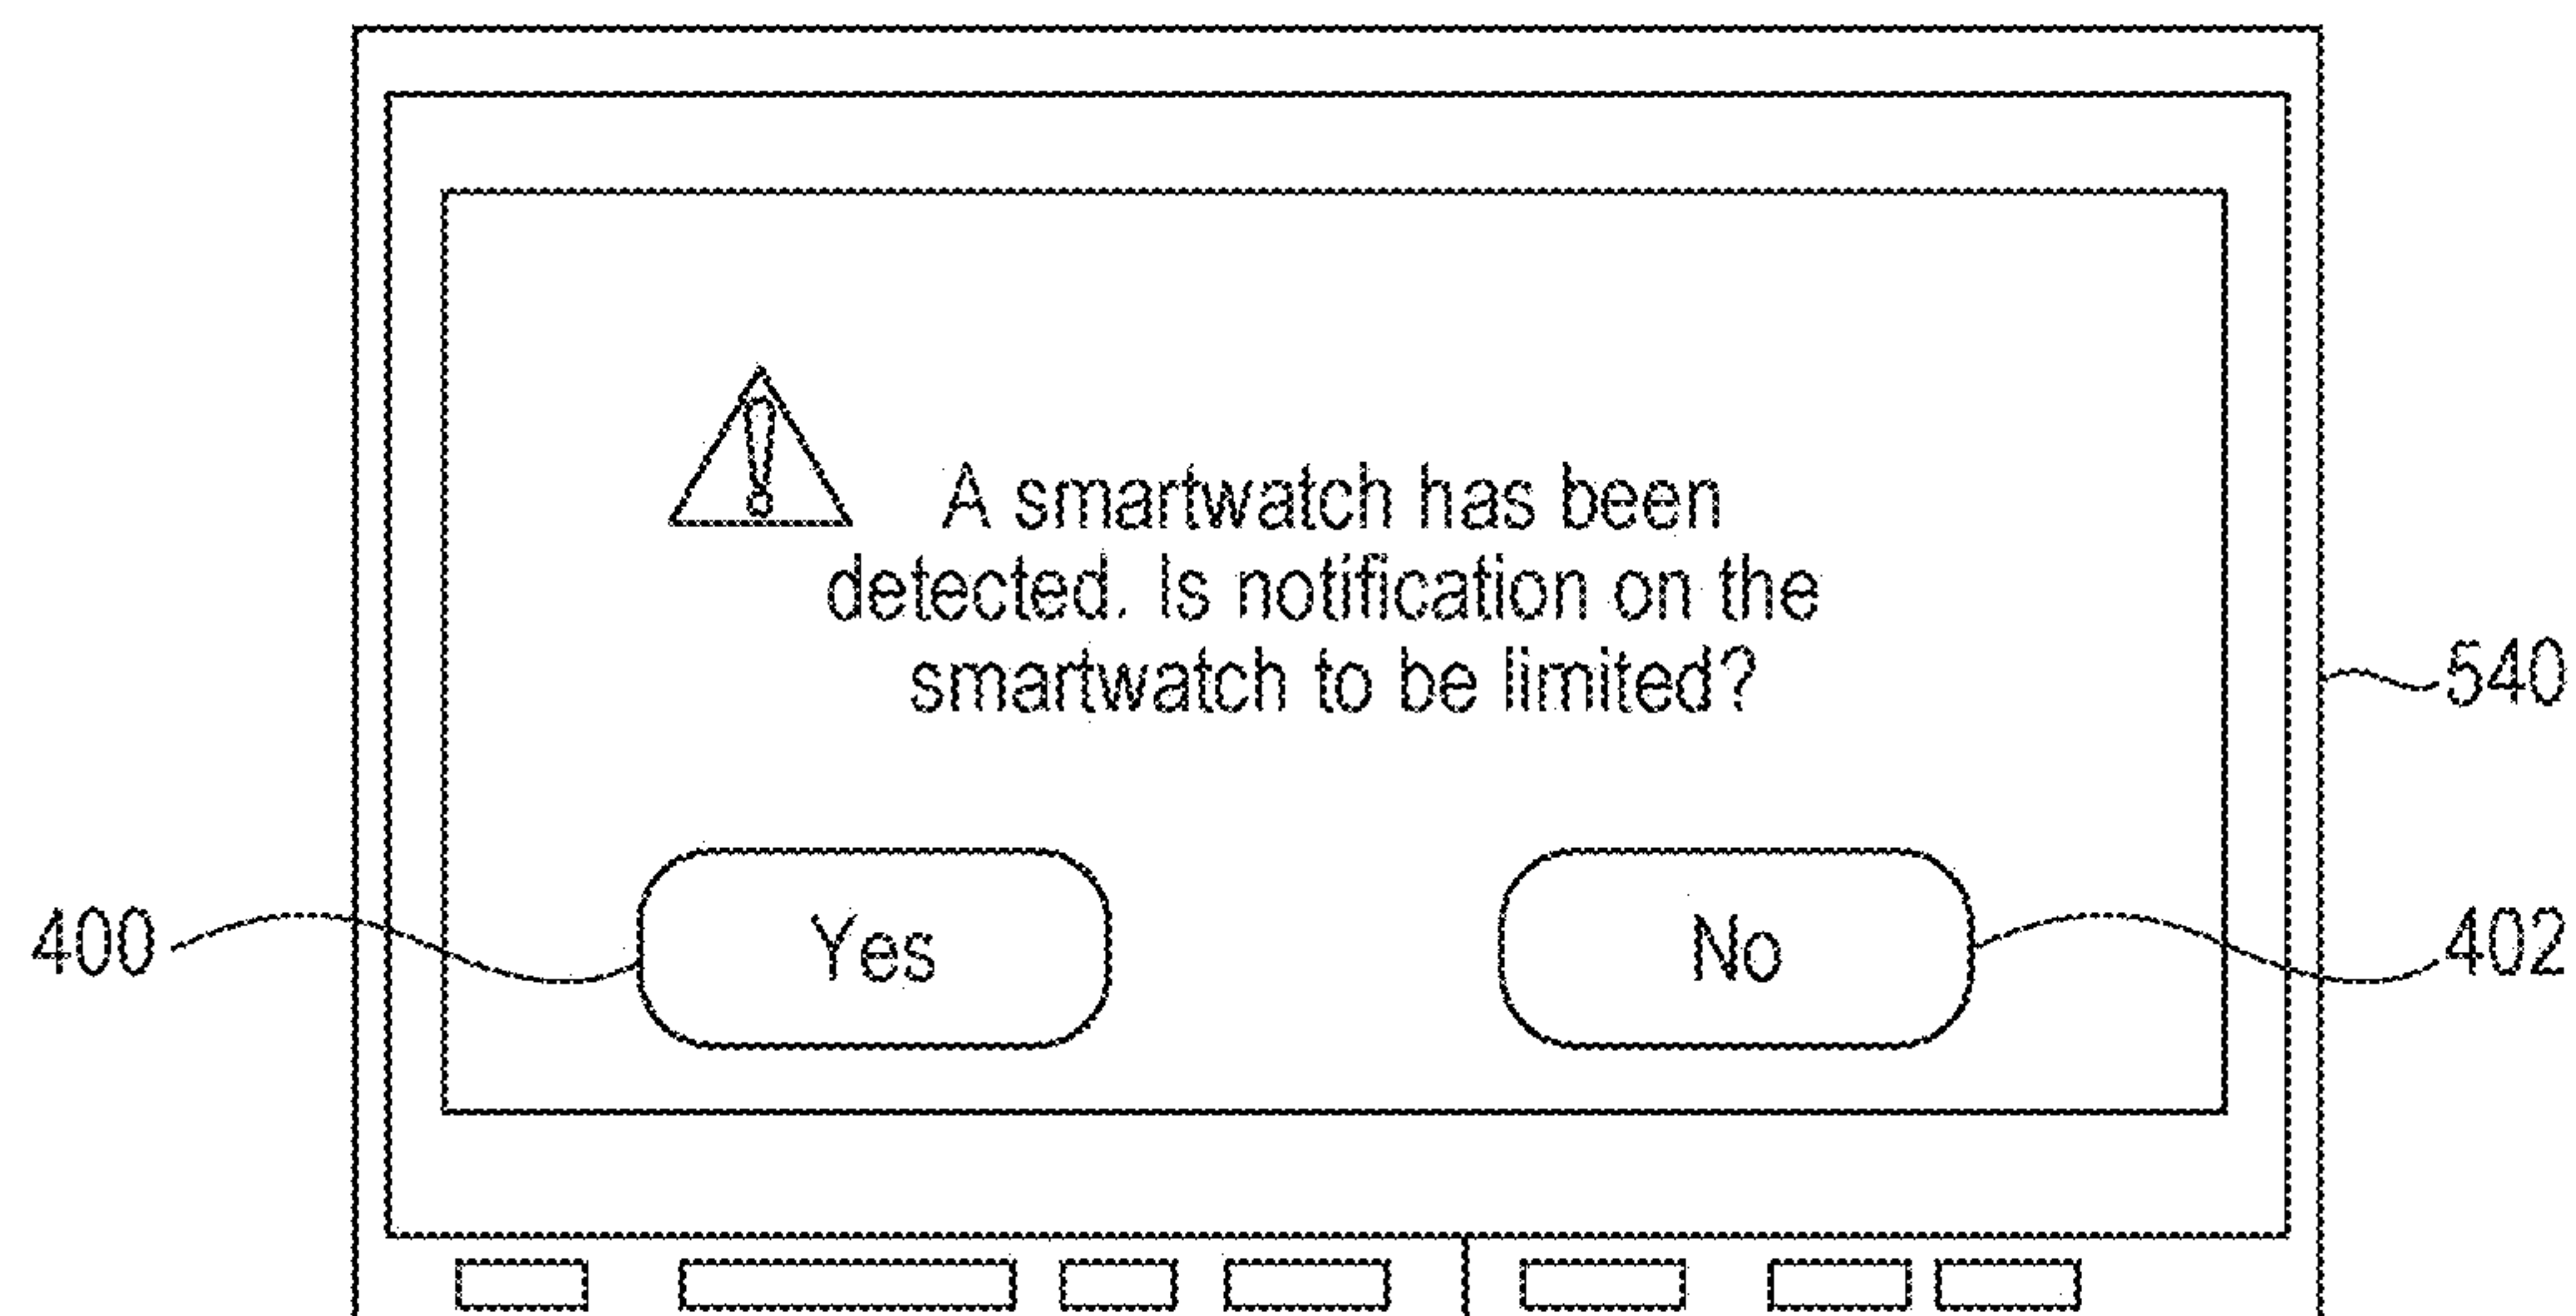 A smartwatch has been
detected. Is notification on the
smartwatch to be limited?
540
400
Yes
No
402